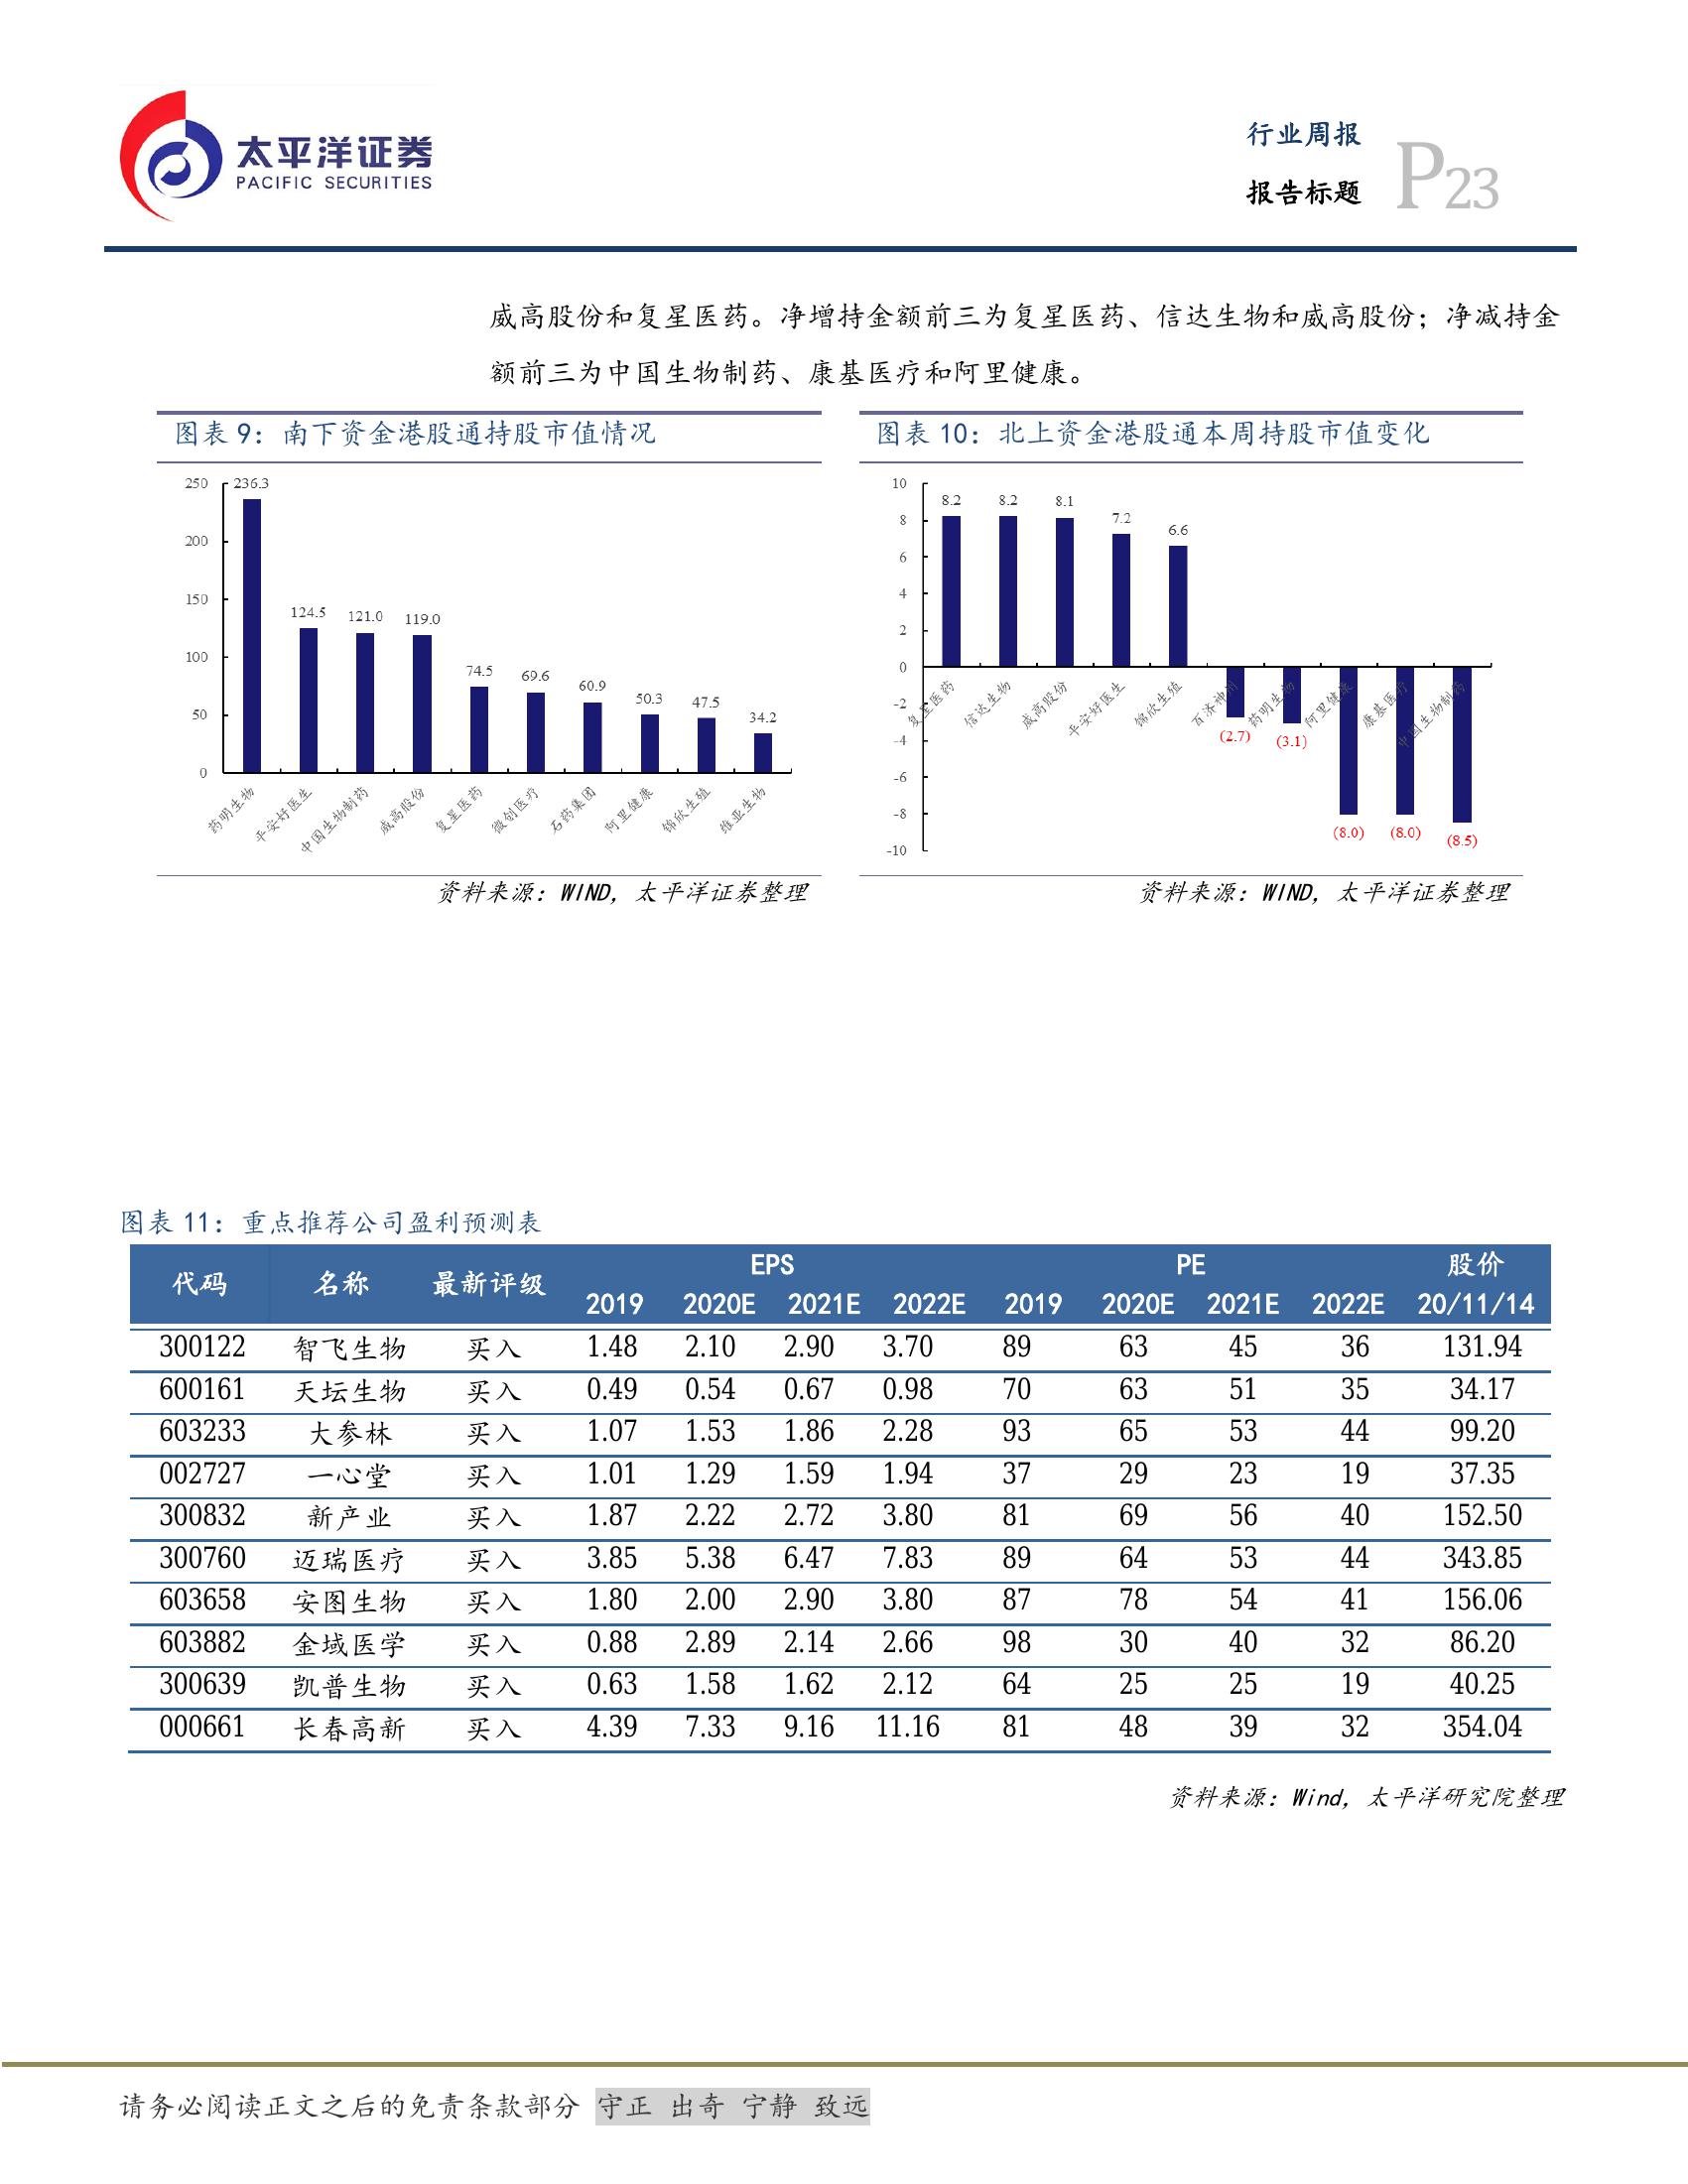 太平洋证券
PACIFIC SECURITIES
行业周报
报告标题
P23
威高股份和复星医药。净增持金额前三为复星医药、信达生物和威高股份；净减持金
额前三为中国生物制药、康基医疗和阿里健康。
图表 9：南下资金港股通持股市值情况
250
200
150
100
50
0
236.3
124.5
121.0
119.0
74.5
69.6
60.9
50.3
47.5
34.2
药明生物
平安好医生
中国生物制药
威高股份
复星医药
微创医疗
石药集团
阿里健康
锦欣生殖
维亚生物
资料来源：WIND，太平洋证券整理
图表 10：北上资金港股通本周持股市值变化
10
8
6
4
2
0
-2
-4
-6
-8
-10
8.2
8.2
8.1
7.2
6.6
(2.7)
(3.1)
(8.0)
(8.0)
(8.5)
复星医药
信达生物
威高股份
平安好医生
锦欣生殖
百济神州
药明生物
阿里健康
康基医疗
中国生物制药
资料来源：WIND，太平洋证券整理
图表 11：重点推荐公司盈利预测表
代码 名称 最新评级 EPS PE 股价
2019 2020E 2021E 2022E 2019 2020E 2021E 2022E 20/11/14
300122 智飞生物 买入 1.48 2.10 2.90 3.70 89 63 45 36 131.94
600161 天坛生物 买入 0.49 0.54 0.67 0.98 70 63 51 35 34.17
603233 大参林 买入 1.07 1.53 1.86 2.28 93 65 53 44 99.20
002727 一心堂 买入 1.01 1.29 1.59 1.94 37 29 23 19 37.35
300832 新产业 买入 1.87 2.22 2.72 3.80 81 69 56 40 152.50
300760 迈瑞医疗 买入 3.85 5.38 6.47 7.83 89 64 53 44 343.85
603658 安图生物 买入 1.80 2.00 2.90 3.80 87 78 54 41 156.06
603882 金域医学 买入 0.88 2.89 2.14 2.66 98 30 40 32 86.20
300639 凯普生物 买入 0.63 1.58 1.62 2.12 64 25 25 19 40.25
000661 长春高新 买入 4.39 7.33 9.16 11.16 81 48 39 32 354.04
资料来源：Wind，太平洋研究院整理
请务必阅读正文之后的免责条款部分 守正 出奇 宁静 致远